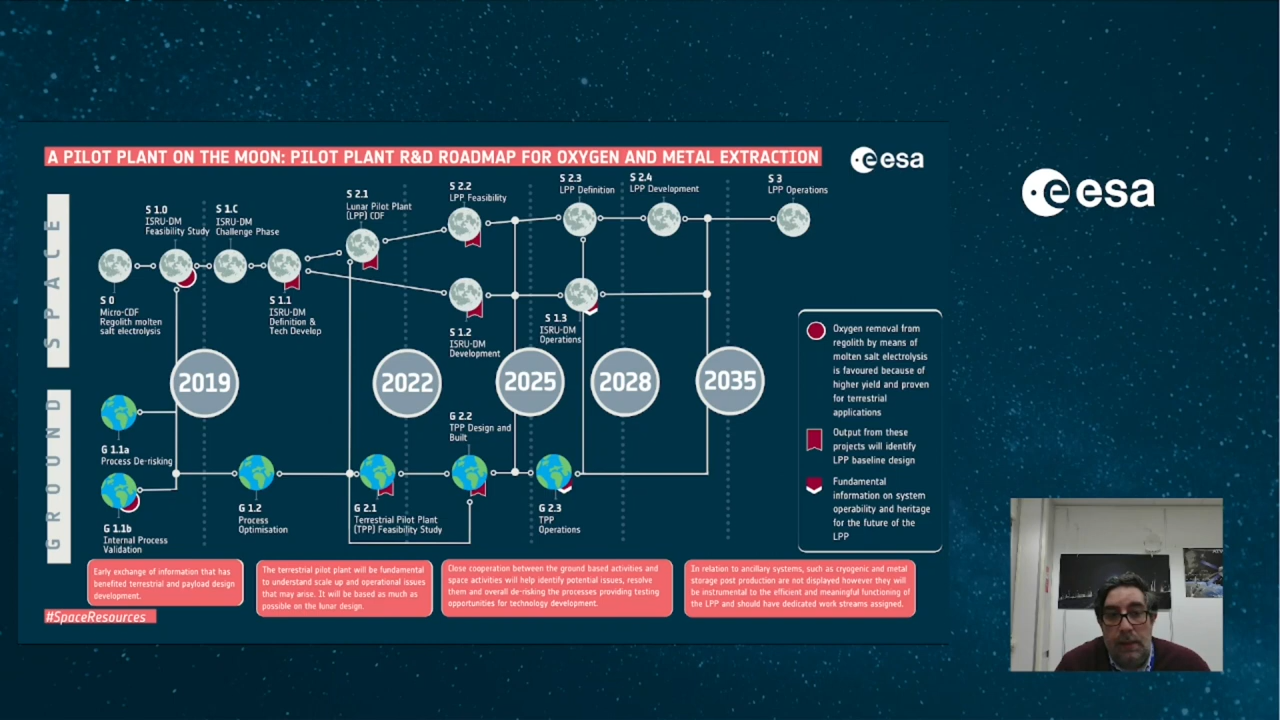 A PILOT PLANT ON THE MOON: PILOT PLANT R&D ROADMAP FOR OXYGEN AND METAL EXTRACTION
esa
esa
SPACE
S 0
Micro-CDF
Regolith molten
salt electrolysis
S 1.0
ISRU-DM
Feasibility Study
S 1.C
ISRU-DM
Challenge Phase
S 1.1
ISRU-DM
Definition &
Tech Develop
S 2.1
Lunar Pilot Plant
(LPP) CDF
S 2.2
LPP Feasibility
S 1.2
ISRU-DM
Development
S 2.3
LPP Definition
S 1.3
ISRU-DM
Operations
S 2.4
LPP Development
S 3
LPP Operations
2019
2022
2025
2028
2035
GROUND
G 1.1a
Process De-risking
G 1.1b
Internal Process
Validation
G 1.2
Process
Optimisation
G 2.1
Terrestrial Pilot Plant
(TPP) Feasibility Study
G 2.2
TPP Design and
Built
G 2.3
TPP
Operations
Oxygen removal from
regolith by means of
molten salt electrolysis
is favoured because of
higher yield and proven
for terrestrial
applications
Output from these
projects will identify
LPP baseline design
Fundamental
information on system
operability and heritage
for the future of the
LPP
Early exchange of information that has
benefited terrestrial and payload design
development.
The terrestrial pilot plant will be fundamental
to understand scale up and operational issues
that may arise. It will be based as much as
possible on the lunar design.
Close cooperation between the ground based activities and
space activities will help identify potential issues, resolve
them and overall de-risking the processes providing testing
opportunities for technology development.
In relation to ancillary systems, such as cryogenic and metal
storage post production are not displayed however they will
be instrumental to the efficient and meaningful functioning of
the LPP and should have dedicated work streams assigned.
#SpaceResources